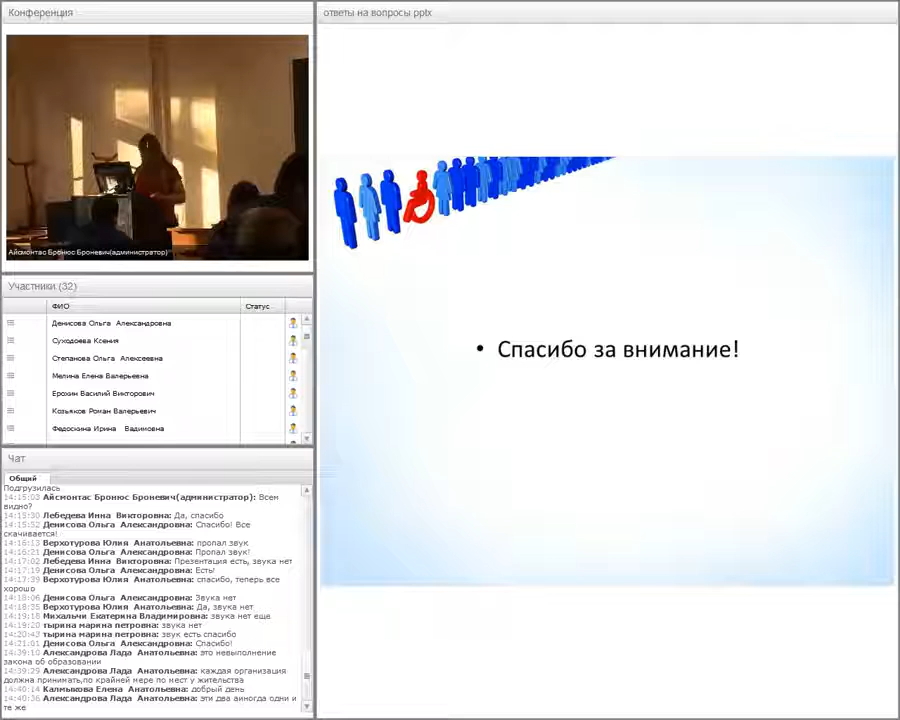 Конференция
Айсмонтас Бронюс Броневич(администратор)
Участники (32)
ФИО Статус
Денисова Ольга Александровна
Суходоева Ксения
Степанова Ольга Алексеевна
Мелина Елена Валерьевна
Ерохин Василий Викторович
Козьяков Роман Валерьевич
Федоскина Ирина Вадимовна
Чат
Общий
Подгрузилась
14:15:03 Айсмонтас Бронюс Броневич(администратор): Всем
видно?
14:15:30 Лебедева Инна Викторовна: Да, спасибо
14:15:52 Денисова Ольга Александровна: Спасибо! Все
скачивается!
14:16:13 Верхотурова Юлия Анатольевна: пропал звук
14:16:21 Денисова Ольга Александровна: Пропал звук!
14:17:02 Лебедева Инна Викторовна: Презентация есть, звука нет
14:17:19 Денисова Ольга Александровна: Есть!
14:17:39 Верхотурова Юлия Анатольевна: спасибо, теперь все
хорошо
14:18:06 Денисова Ольга Александровна: Звука нет
14:18:35 Верхотурова Юлия Анатольевна: Да, звука нет
14:19:18 Михальчи Екатерина Владимировна: звука нет еще
14:19:20 тырина марина петровна: звука нет
14:20:43 тырина марина петровна: звук есть спасибо
14:21:01 Денисова Ольга Александровна: Спасибо!
14:39:10 Александрова Лада Анатольевна: это невыполнение
закона об образовании
14:39:29 Александрова Лада Анатольевна: каждая организация
должна принимать,по крайней мере по мест у жительства
14:40:14 Калмыкова Елена Анатольевна: добрый день
14:40:36 Александрова Лада Анатольевна: эти два аиногда одни и
те же
ответы на вопросы pptx
• Спасибо за внимание!